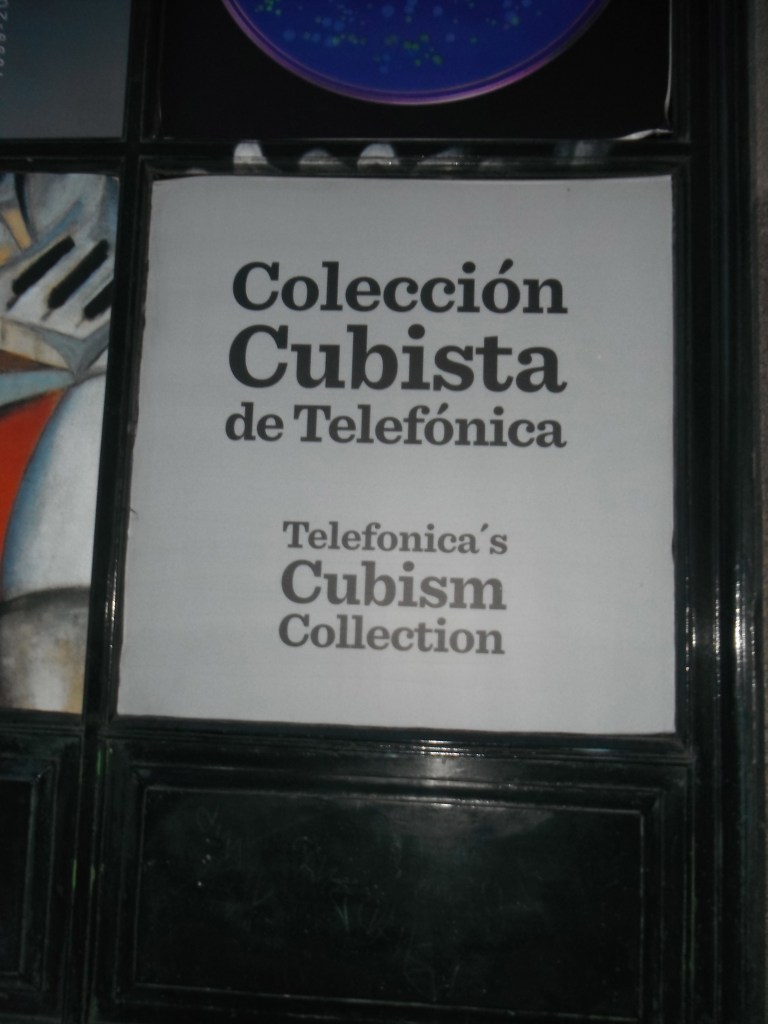 Colección
Cubista
de Telefónica
Telefonica´s
Cubism
Collection